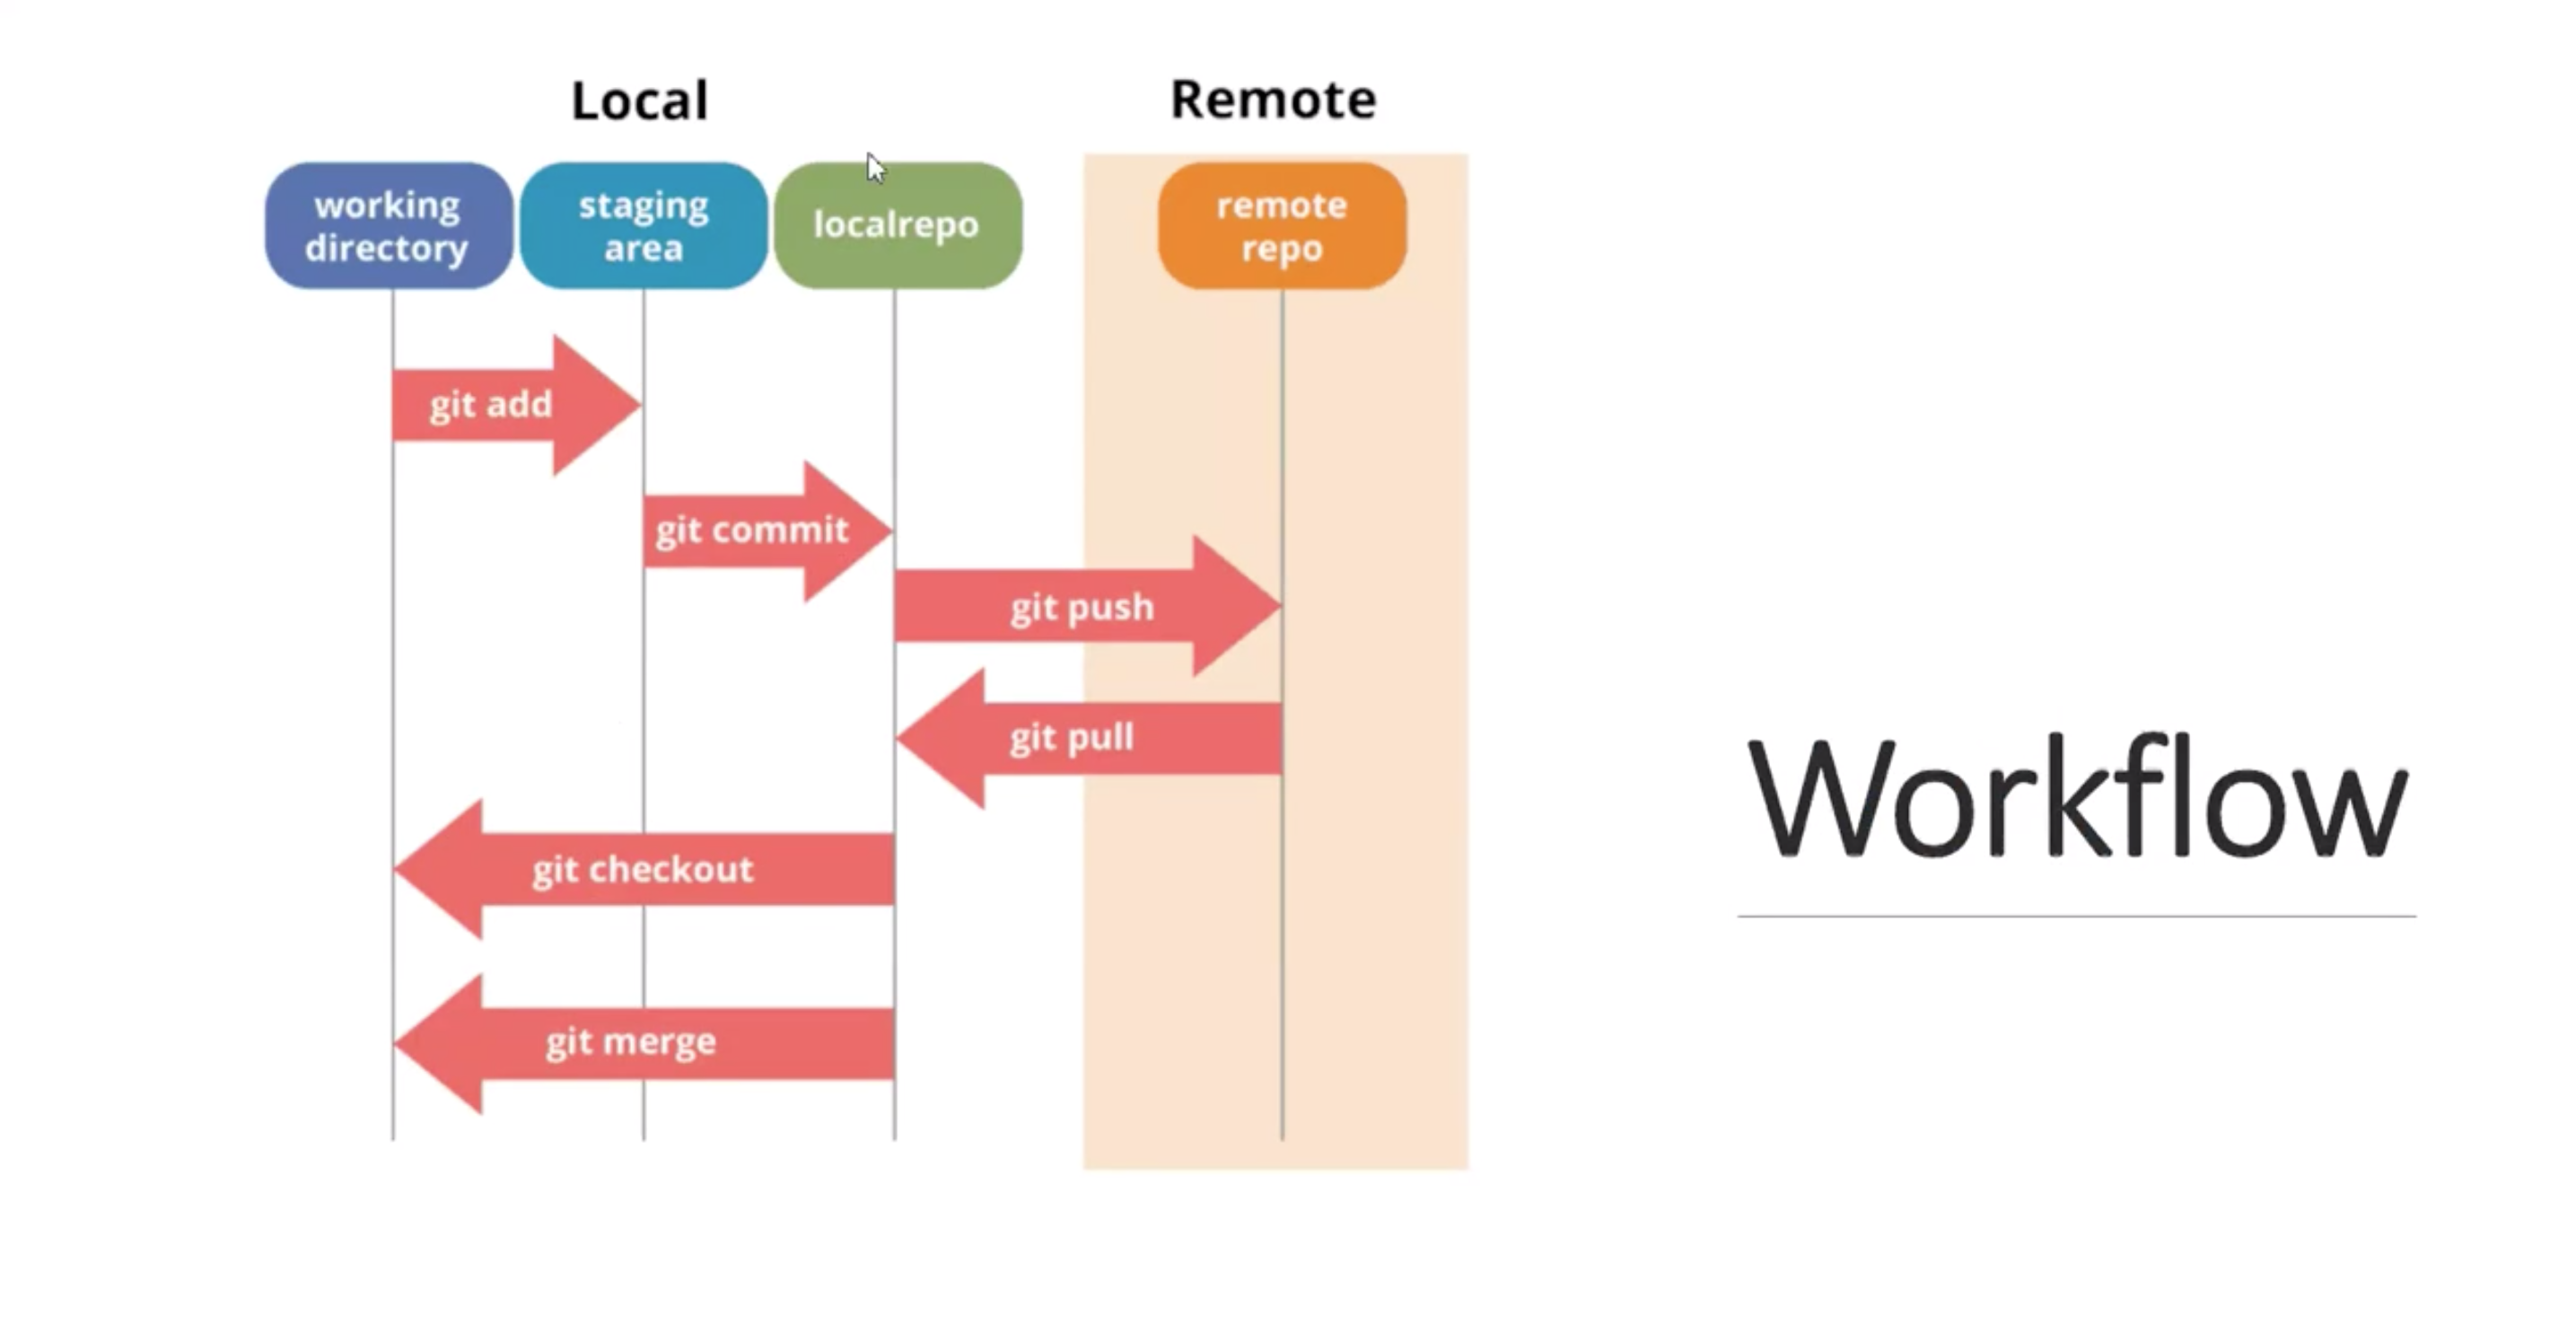 Local
Remote
working
directory
staging
area
localrepo
remote
repo
git add
git commit
git push
git pull
git checkout
git merge
Workflow